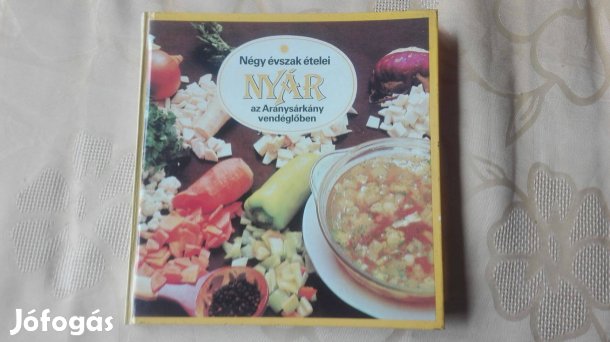 Négy évszak ételei
NYÁR
az Aranysárkány
vendéglőben
Jófogás